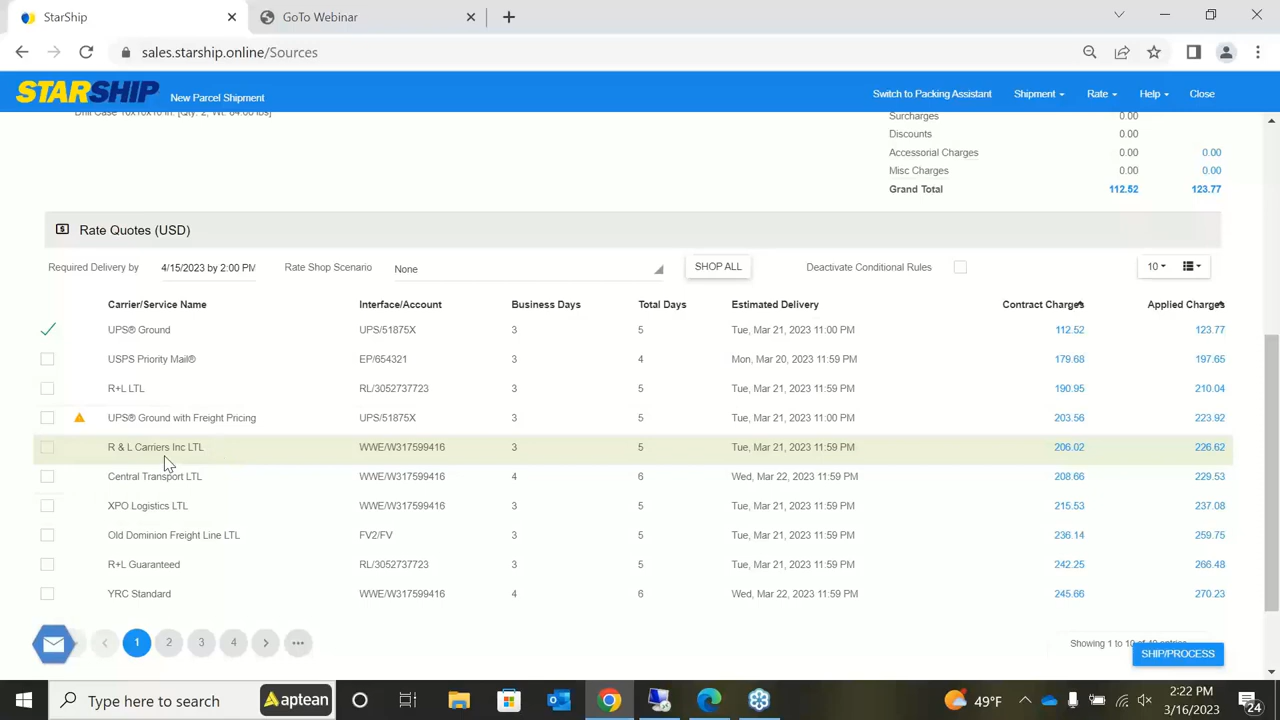 StarShip
GoTo Webinar
sales.starship.online/Sources
STARSHIP New Parcel Shipment
Switch to Packing Assistant Shipment Rate Help Close
Surcharges 0.00
Discounts 0.00
Accessorial Charges 0.00 0.00
Misc Charges 0.00 0.00
Grand Total 112.52 123.77
Rate Quotes (USD)
Required Delivery by 4/15/2023 by 2:00 PM Rate Shop Scenario None SHOP ALL Deactivate Conditional Rules 10
Carrier/Service Name Interface/Account Business Days Total Days Estimated Delivery Contract Charges Applied Charges
UPS® Ground UPS/51875X 3 5 Tue, Mar 21, 2023 11:00 PM 112.52 123.77
USPS Priority Mail® EP/654321 3 4 Mon, Mar 20, 2023 11:59 PM 179.68 197.65
R+L LTL RL/3052737723 3 5 Tue, Mar 21, 2023 11:59 PM 190.95 210.04
UPS® Ground with Freight Pricing UPS/51875X 3 5 Tue, Mar 21, 2023 11:00 PM 203.56 223.92
R & L Carriers Inc LTL WWE/W317599416 3 5 Tue, Mar 21, 2023 11:59 PM 206.02 226.62
Central Transport LTL WWE/W317599416 4 6 Wed, Mar 22, 2023 11:59 PM 208.66 229.53
XPO Logistics LTL WWE/W317599416 3 5 Tue, Mar 21, 2023 11:59 PM 215.53 237.08
Old Dominion Freight Line LTL FV2/FV 3 5 Tue, Mar 21, 2023 11:59 PM 236.14 259.75
R+L Guaranteed RL/3052737723 3 5 Tue, Mar 21, 2023 11:59 PM 242.25 266.48
YRC Standard WWE/W317599416 4 6 Wed, Mar 22, 2023 11:59 PM 245.66 270.23
1 2 3 4 ••• Showing 1 to 10 of
SHIP/PROCESS
Type here to search aptean 49°F 2:22 PM
3/16/2023 24